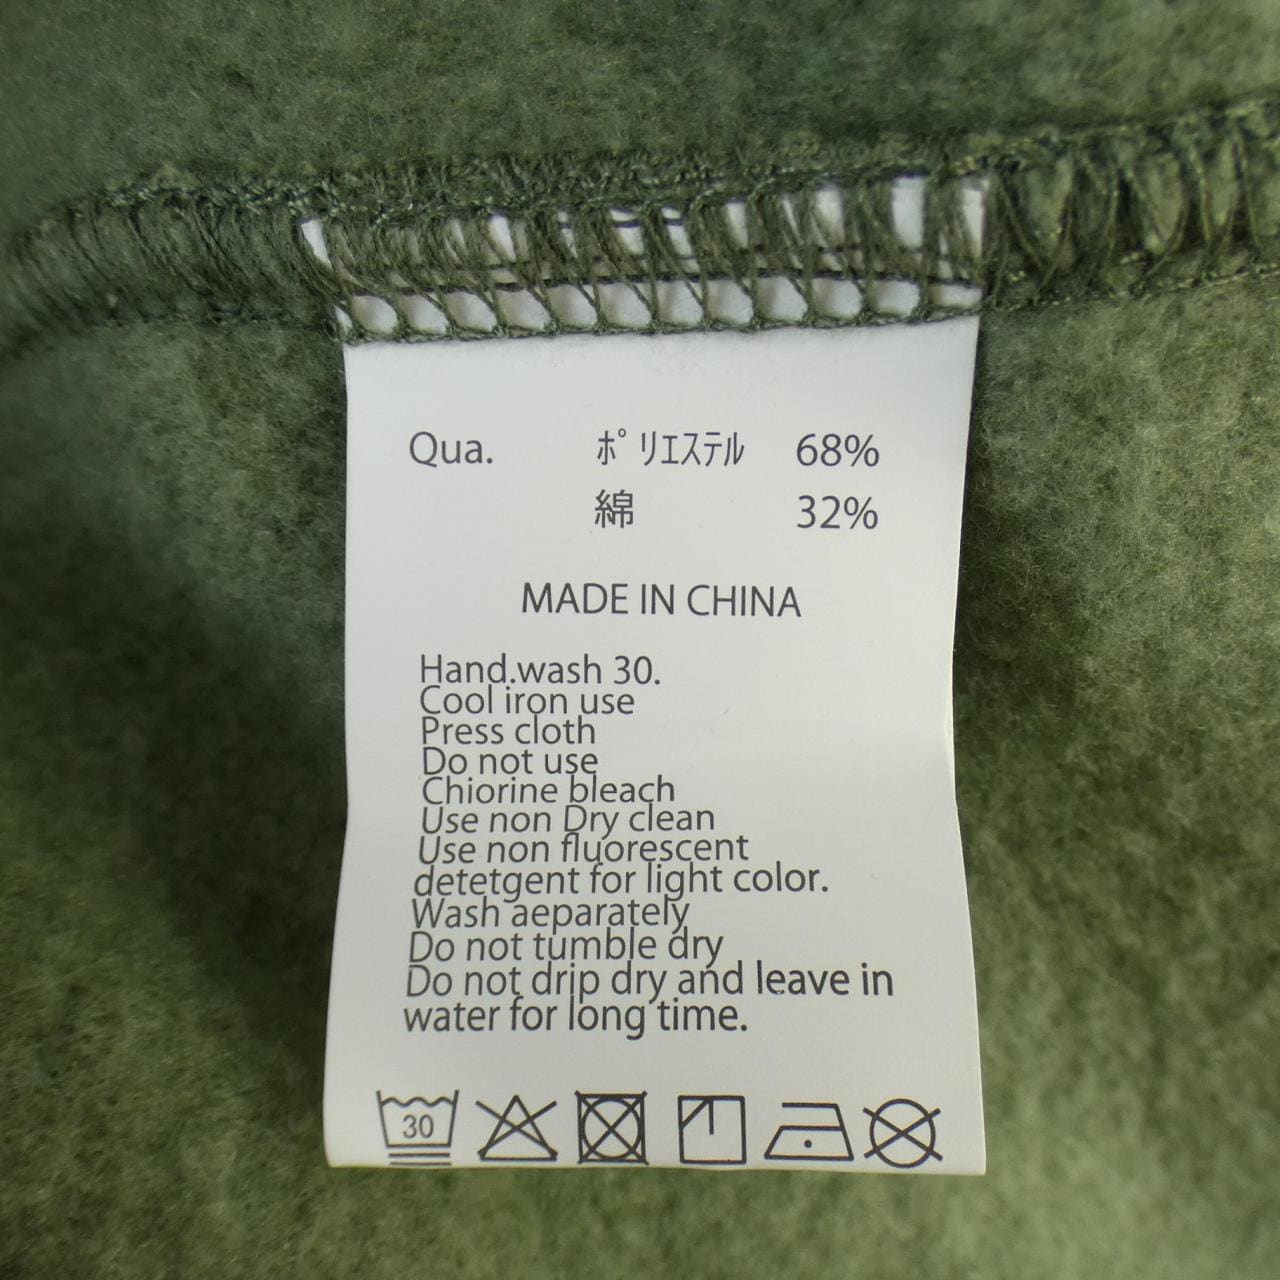 Qua. ﾎﾟﾘｴｽﾃﾙ 68%
綿 32%
MADE IN CHINA
Hand.wash 30.
Cool iron use
Press cloth
Do not use
Chiorine bleach
Use non Dry clean
Use non fluorescent
detetgent for light color.
Wash aeparately
Do not tumble dry
Do not drip dry and leave in
water for long time.
30